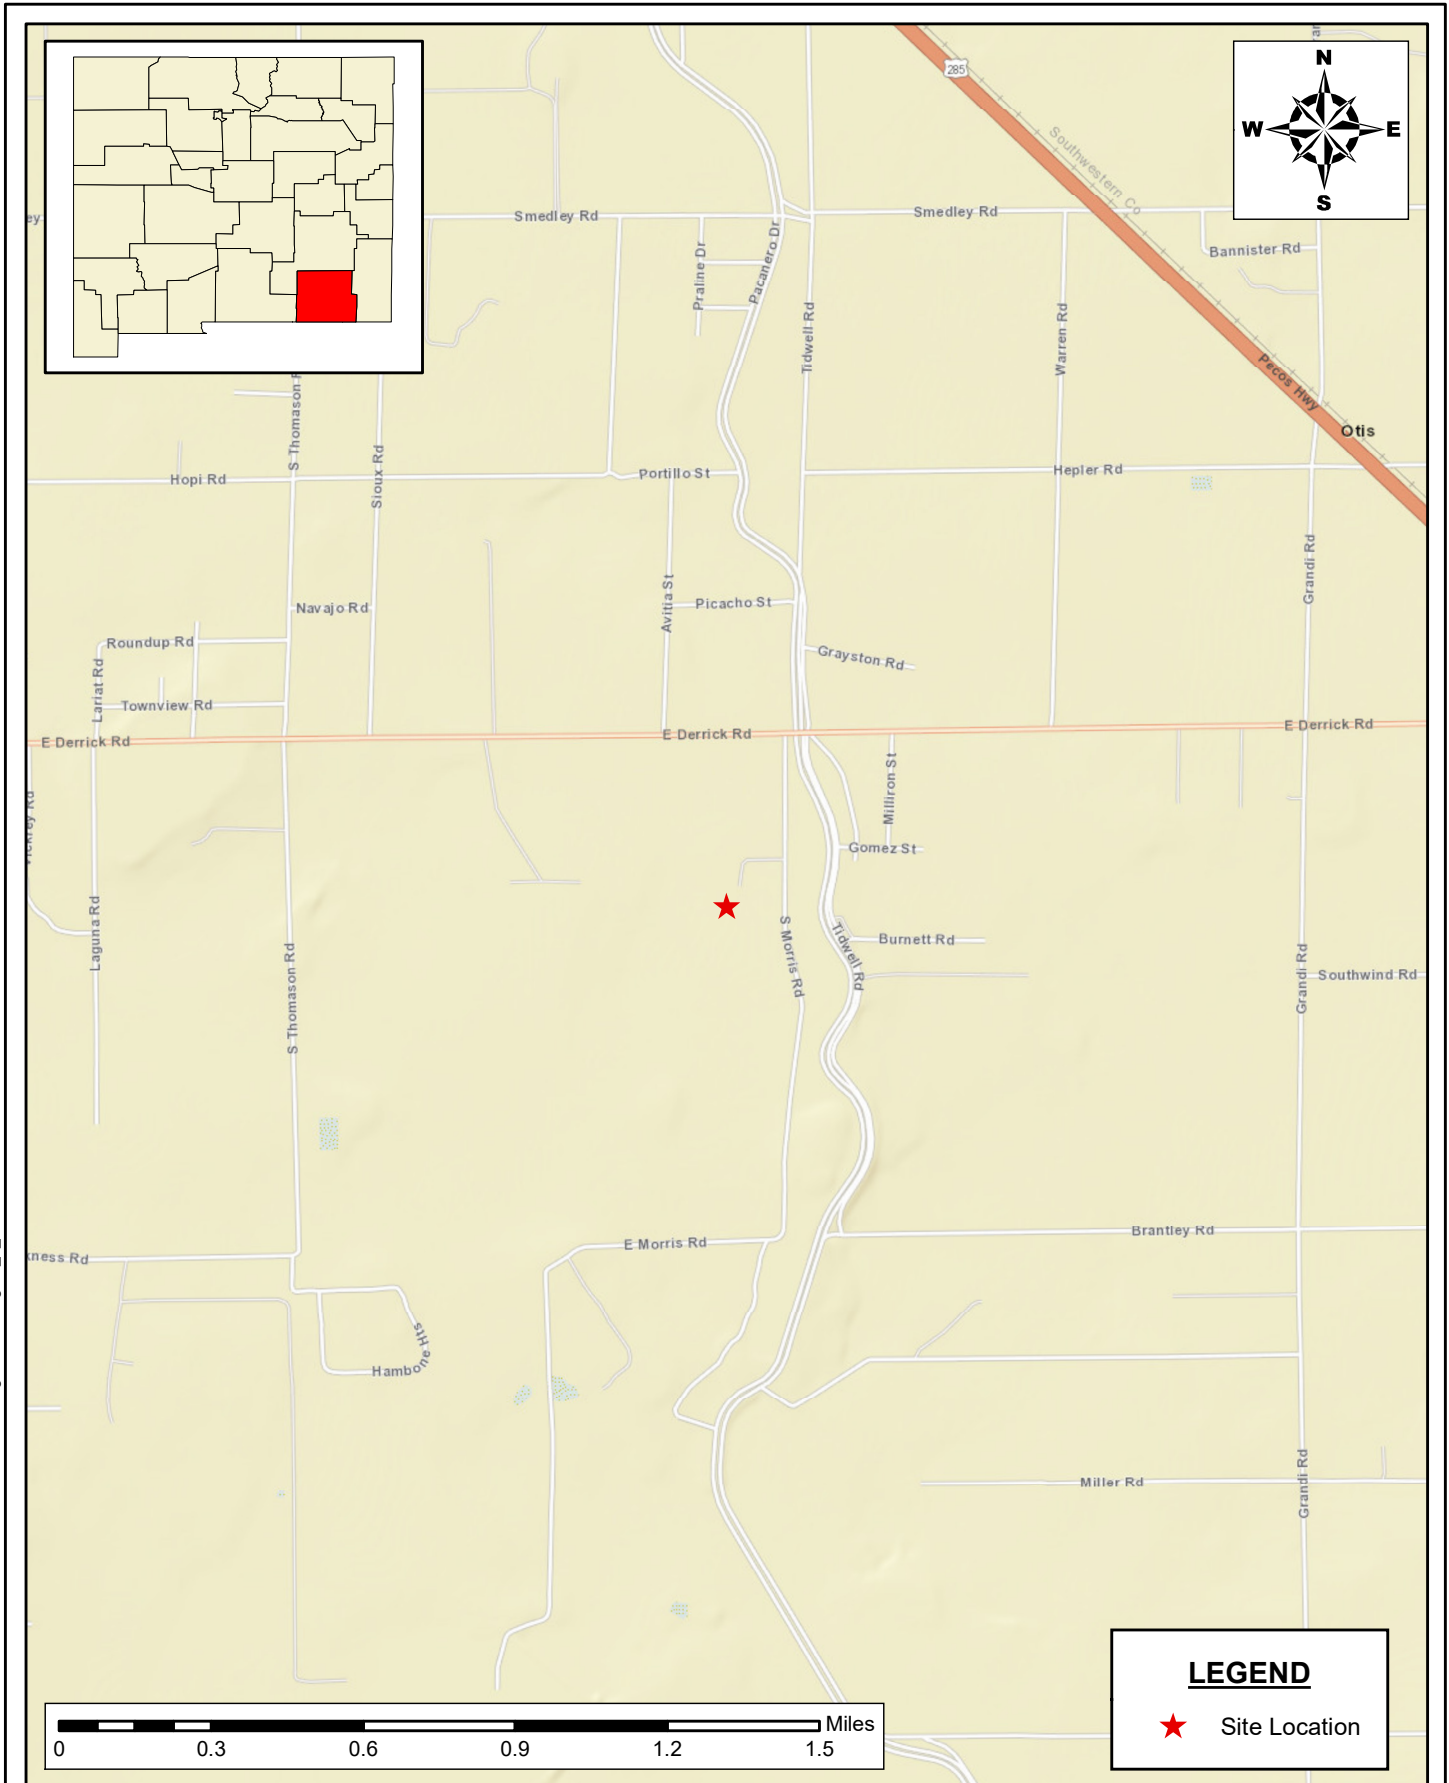 N
W E
S
285
Southwestern Co
Smedley Rd
Smedley Rd
Bannister Rd
Praline Dr
Pacanero Dr
Tidwell Rd
Warren Rd
Pecos Hwy
Otis
S Thomason
Sioux Rd
Hopi Rd
Portillo St
Hepler Rd
Grandi Rd
Navajo Rd
Avitia St
Picacho St
Roundup Rd
Lariat Rd
Grayston Rd
Townview Rd
E Derrick Rd
E Derrick Rd
E Derrick Rd
Milliron St
Gomez St
Laguna Rd
S Thomason Rd
S Morris Rd
Tidwell Rd
Burnett Rd
Grandi Rd
Southwind Rd
E Morris Rd
Brantley Rd
kness Rd
Hambone Hts
Grandi Rd
Miller Rd
LEGEND
Site Location
Miles
0 0.3 0.6 0.9 1.2 1.5